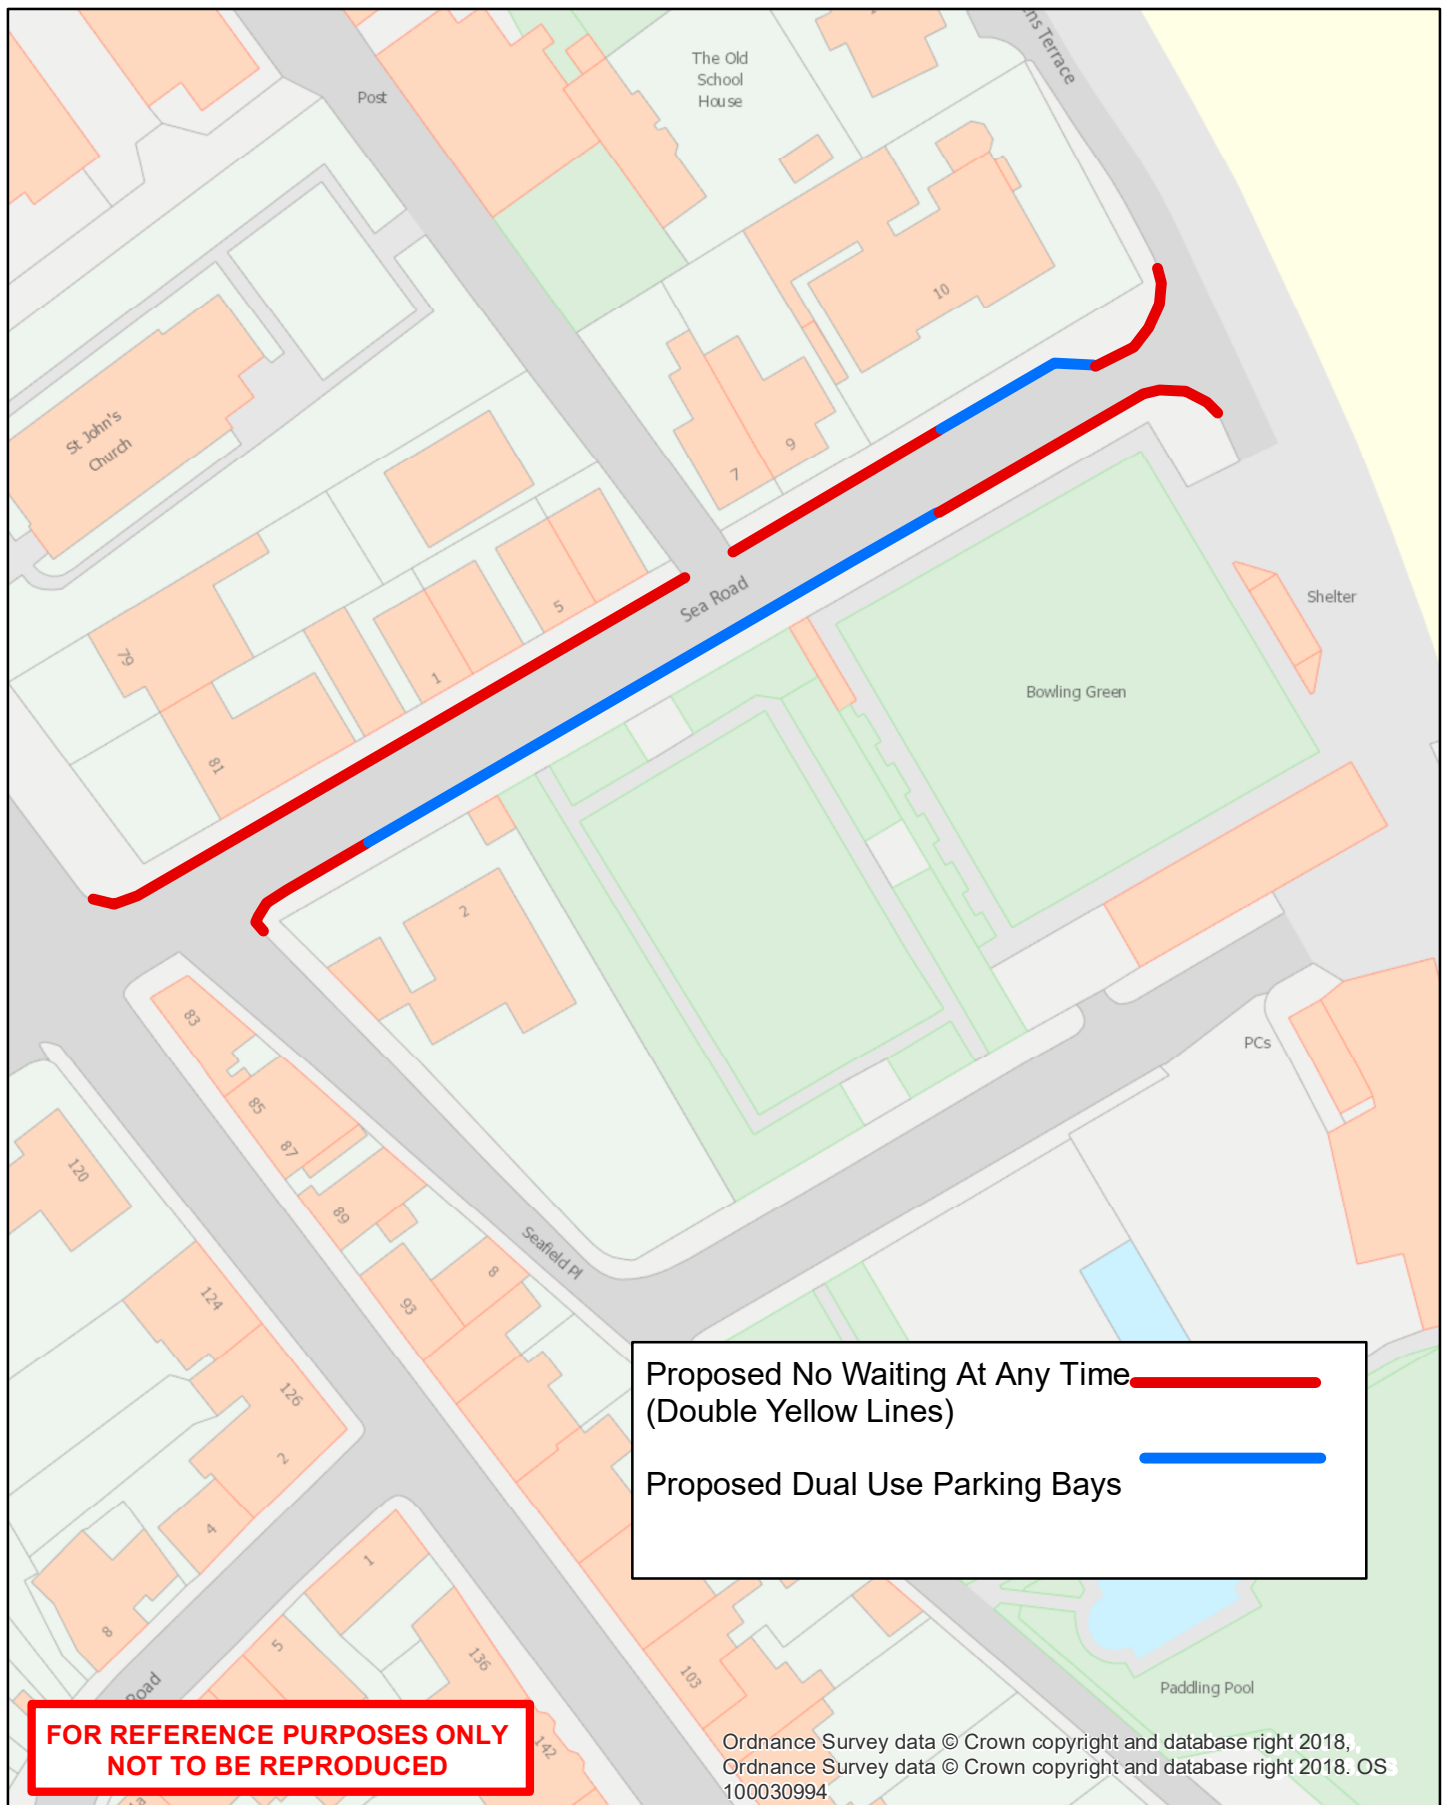 ns Terrace
The Old
School
House
Post
10
St John's
Church
9
7
Sea Road
5
1
79
81
Shelter
Bowling Green
2
83
PCs
85
87
120
89
Seafield Pl
8
124
93
126
2
4
1
8
5
136
103
142
Road
Paddling Pool
Proposed No Waiting At Any Time
(Double Yellow Lines)
Proposed Dual Use Parking Bays
FOR REFERENCE PURPOSES ONLY
NOT TO BE REPRODUCED
Ordnance Survey data © Crown copyright and database right 2018,
Ordnance Survey data © Crown copyright and database right 2018. OS
100030994